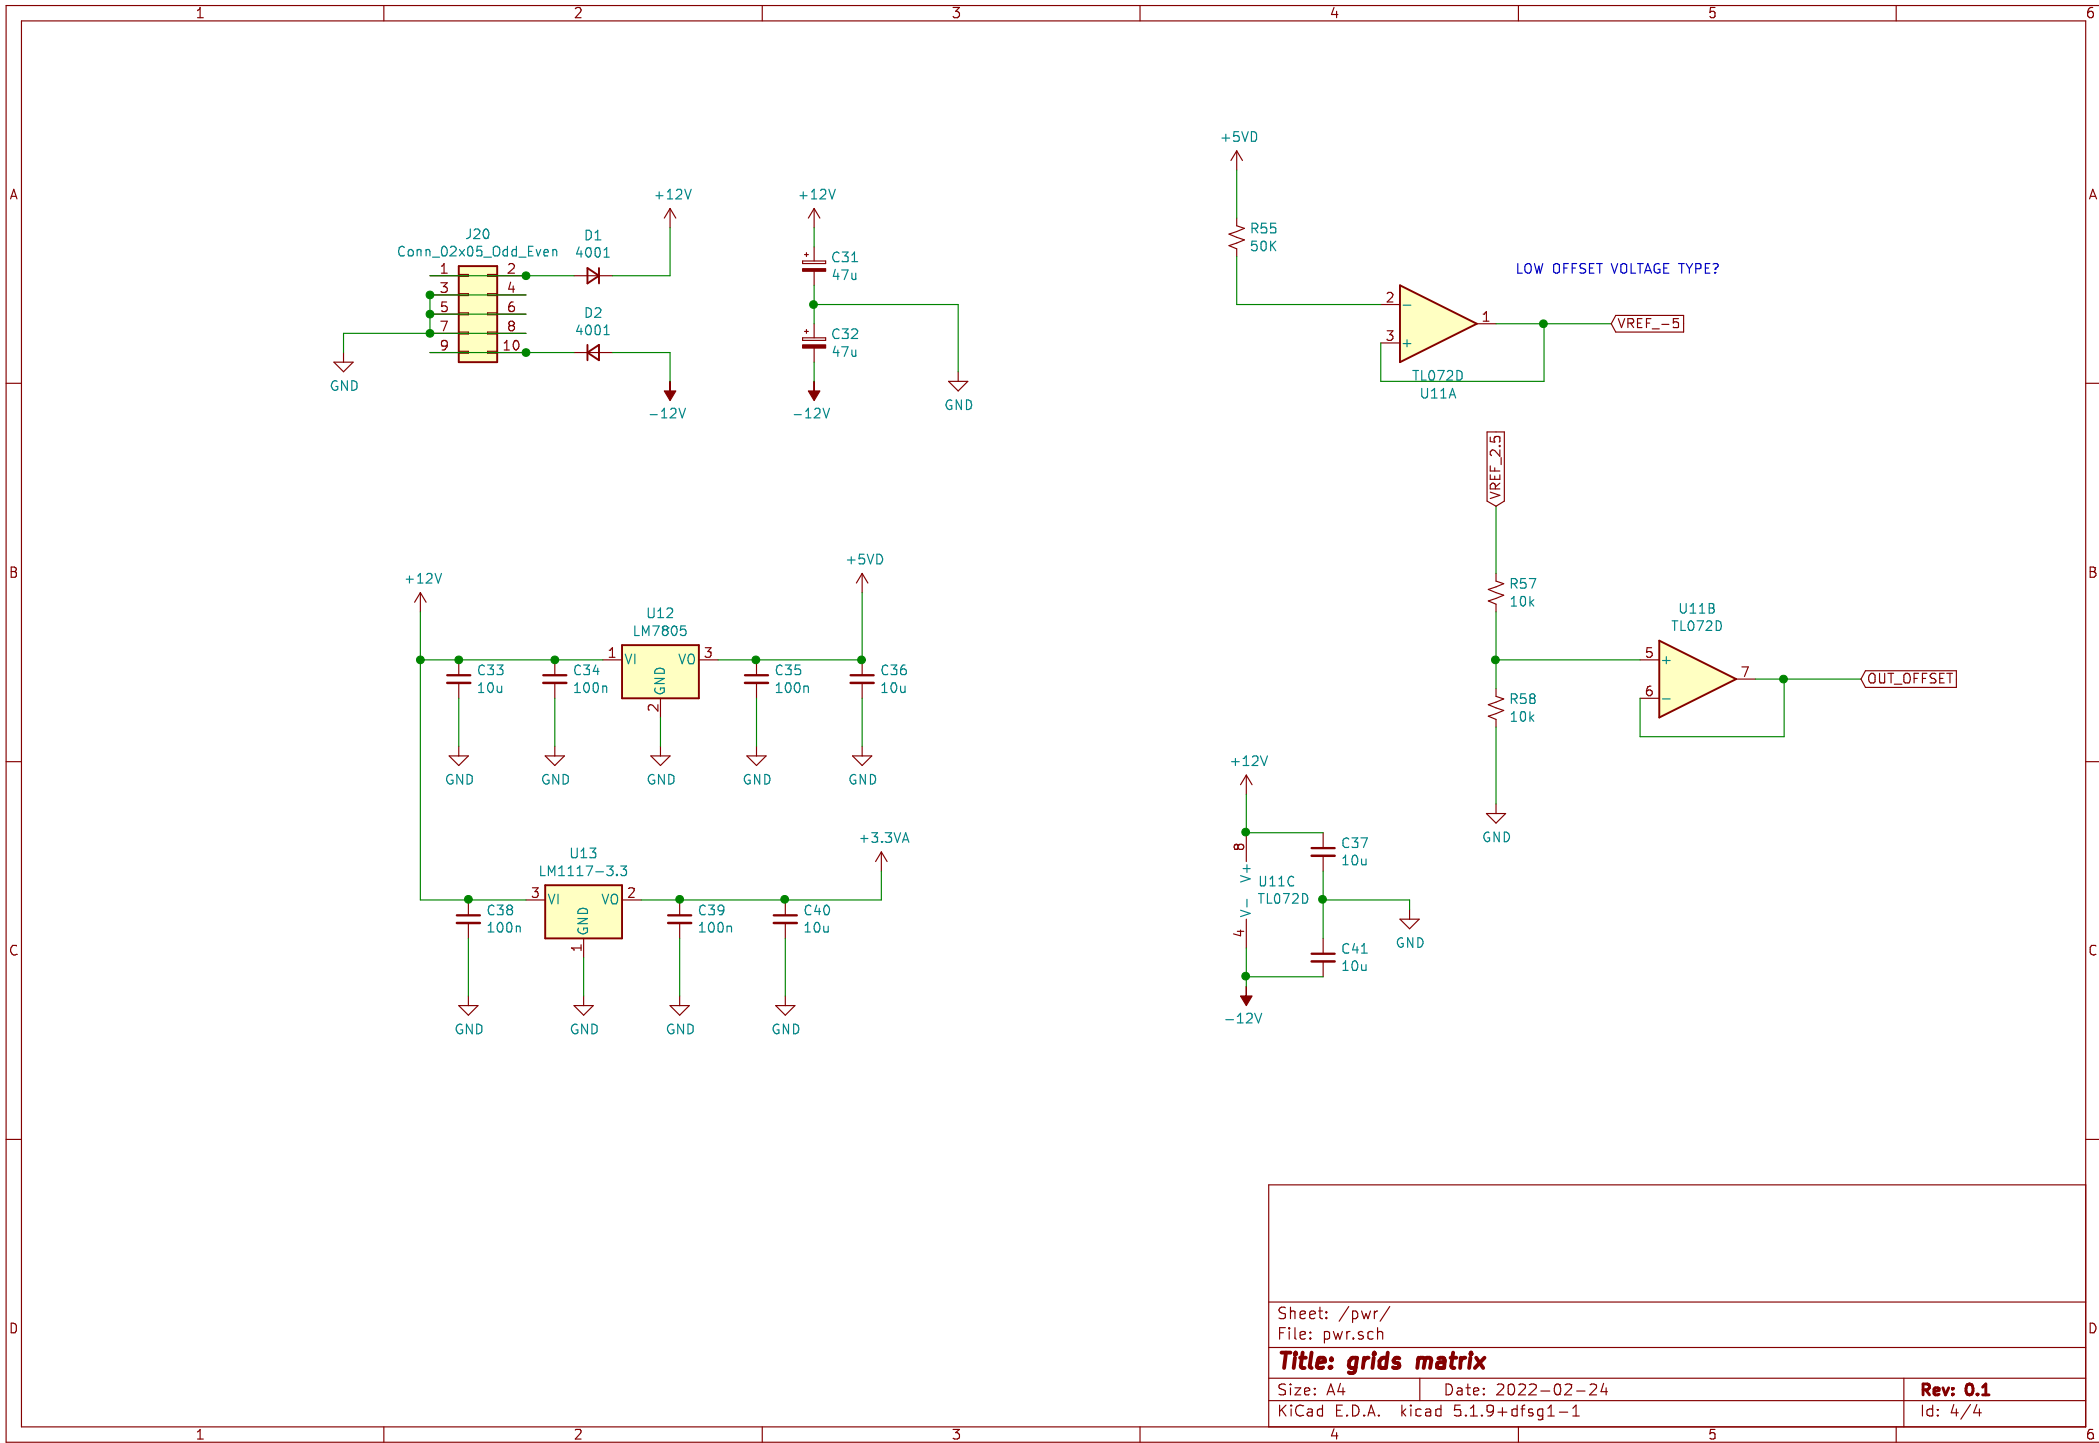 1 2 3 4 5 6
A
B
C
D
A
B
C
D
1 2 3 4 5 6
J20
Conn_02x05_Odd_Even
1 2
3 4
5 6
7 8
9 10
GND
D1
4001
D2
4001
+12V
-12V
+12V
C31
47u
C32
47u
-12V
GND
+5VD
R55
50K
LOW OFFSET VOLTAGE TYPE?
2 −
3 +
1
TL072D
U11A
VREF_-5
VREF_2.5
R57
10k
R58
10k
GND
U11B
TL072D
5 +
6 −
7
OUT_OFFSET
+12V
C33
10u
GND
C34
100n
GND
U12
LM7805
1 VI VO 3
GND
2
GND
C35
100n
GND
+5VD
C36
10u
GND
C38
100n
GND
U13
LM1117-3.3
3 VI VO 2
GND
1
GND
C39
100n
GND
+3.3VA
C40
10u
GND
+12V
8
V+
U11C
TL072D
V-
4
-12V
C37
10u
C41
10u
GND
Sheet: /pwr/
File: pwr.sch
Title: grids matrix
Size: A4 Date: 2022-02-24 Rev: 0.1
KiCad E.D.A. kicad 5.1.9+dfsg1-1 Id: 4/4